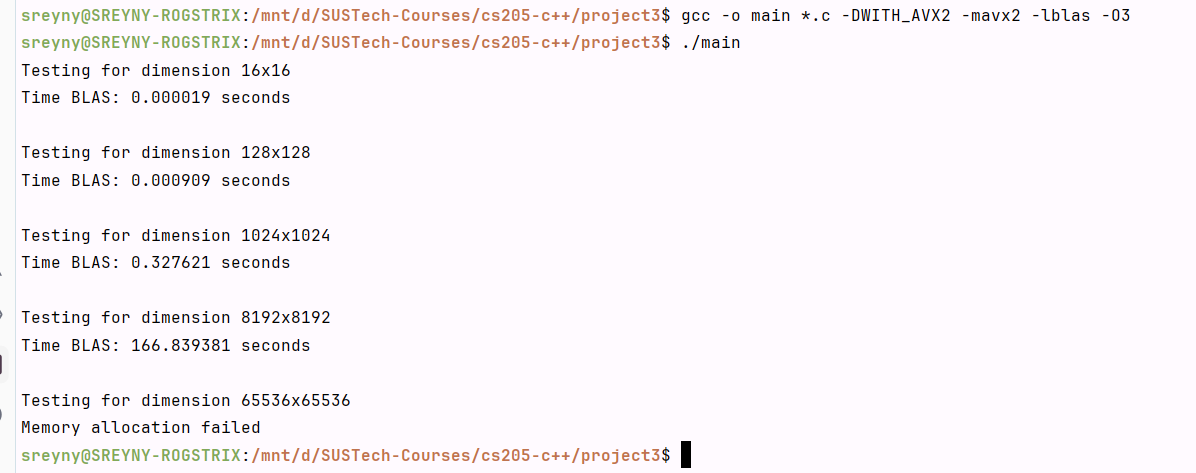 sreyny@SREYNY-ROGSTRIX:/mnt/d/SUSTech-Courses/cs205-c++/project3$ gcc -o main *.c -DWITH_AVX2 -mavx2 -lblas -O3
sreyny@SREYNY-ROGSTRIX:/mnt/d/SUSTech-Courses/cs205-c++/project3$ ./main
Testing for dimension 16x16
Time BLAS: 0.000019 seconds
Testing for dimension 128x128
Time BLAS: 0.000909 seconds
Testing for dimension 1024x1024
Time BLAS: 0.327621 seconds
Testing for dimension 8192x8192
Time BLAS: 166.839381 seconds
Testing for dimension 65536x65536
Memory allocation failed
sreyny@SREYNY-ROGSTRIX:/mnt/d/SUSTech-Courses/cs205-c++/project3$